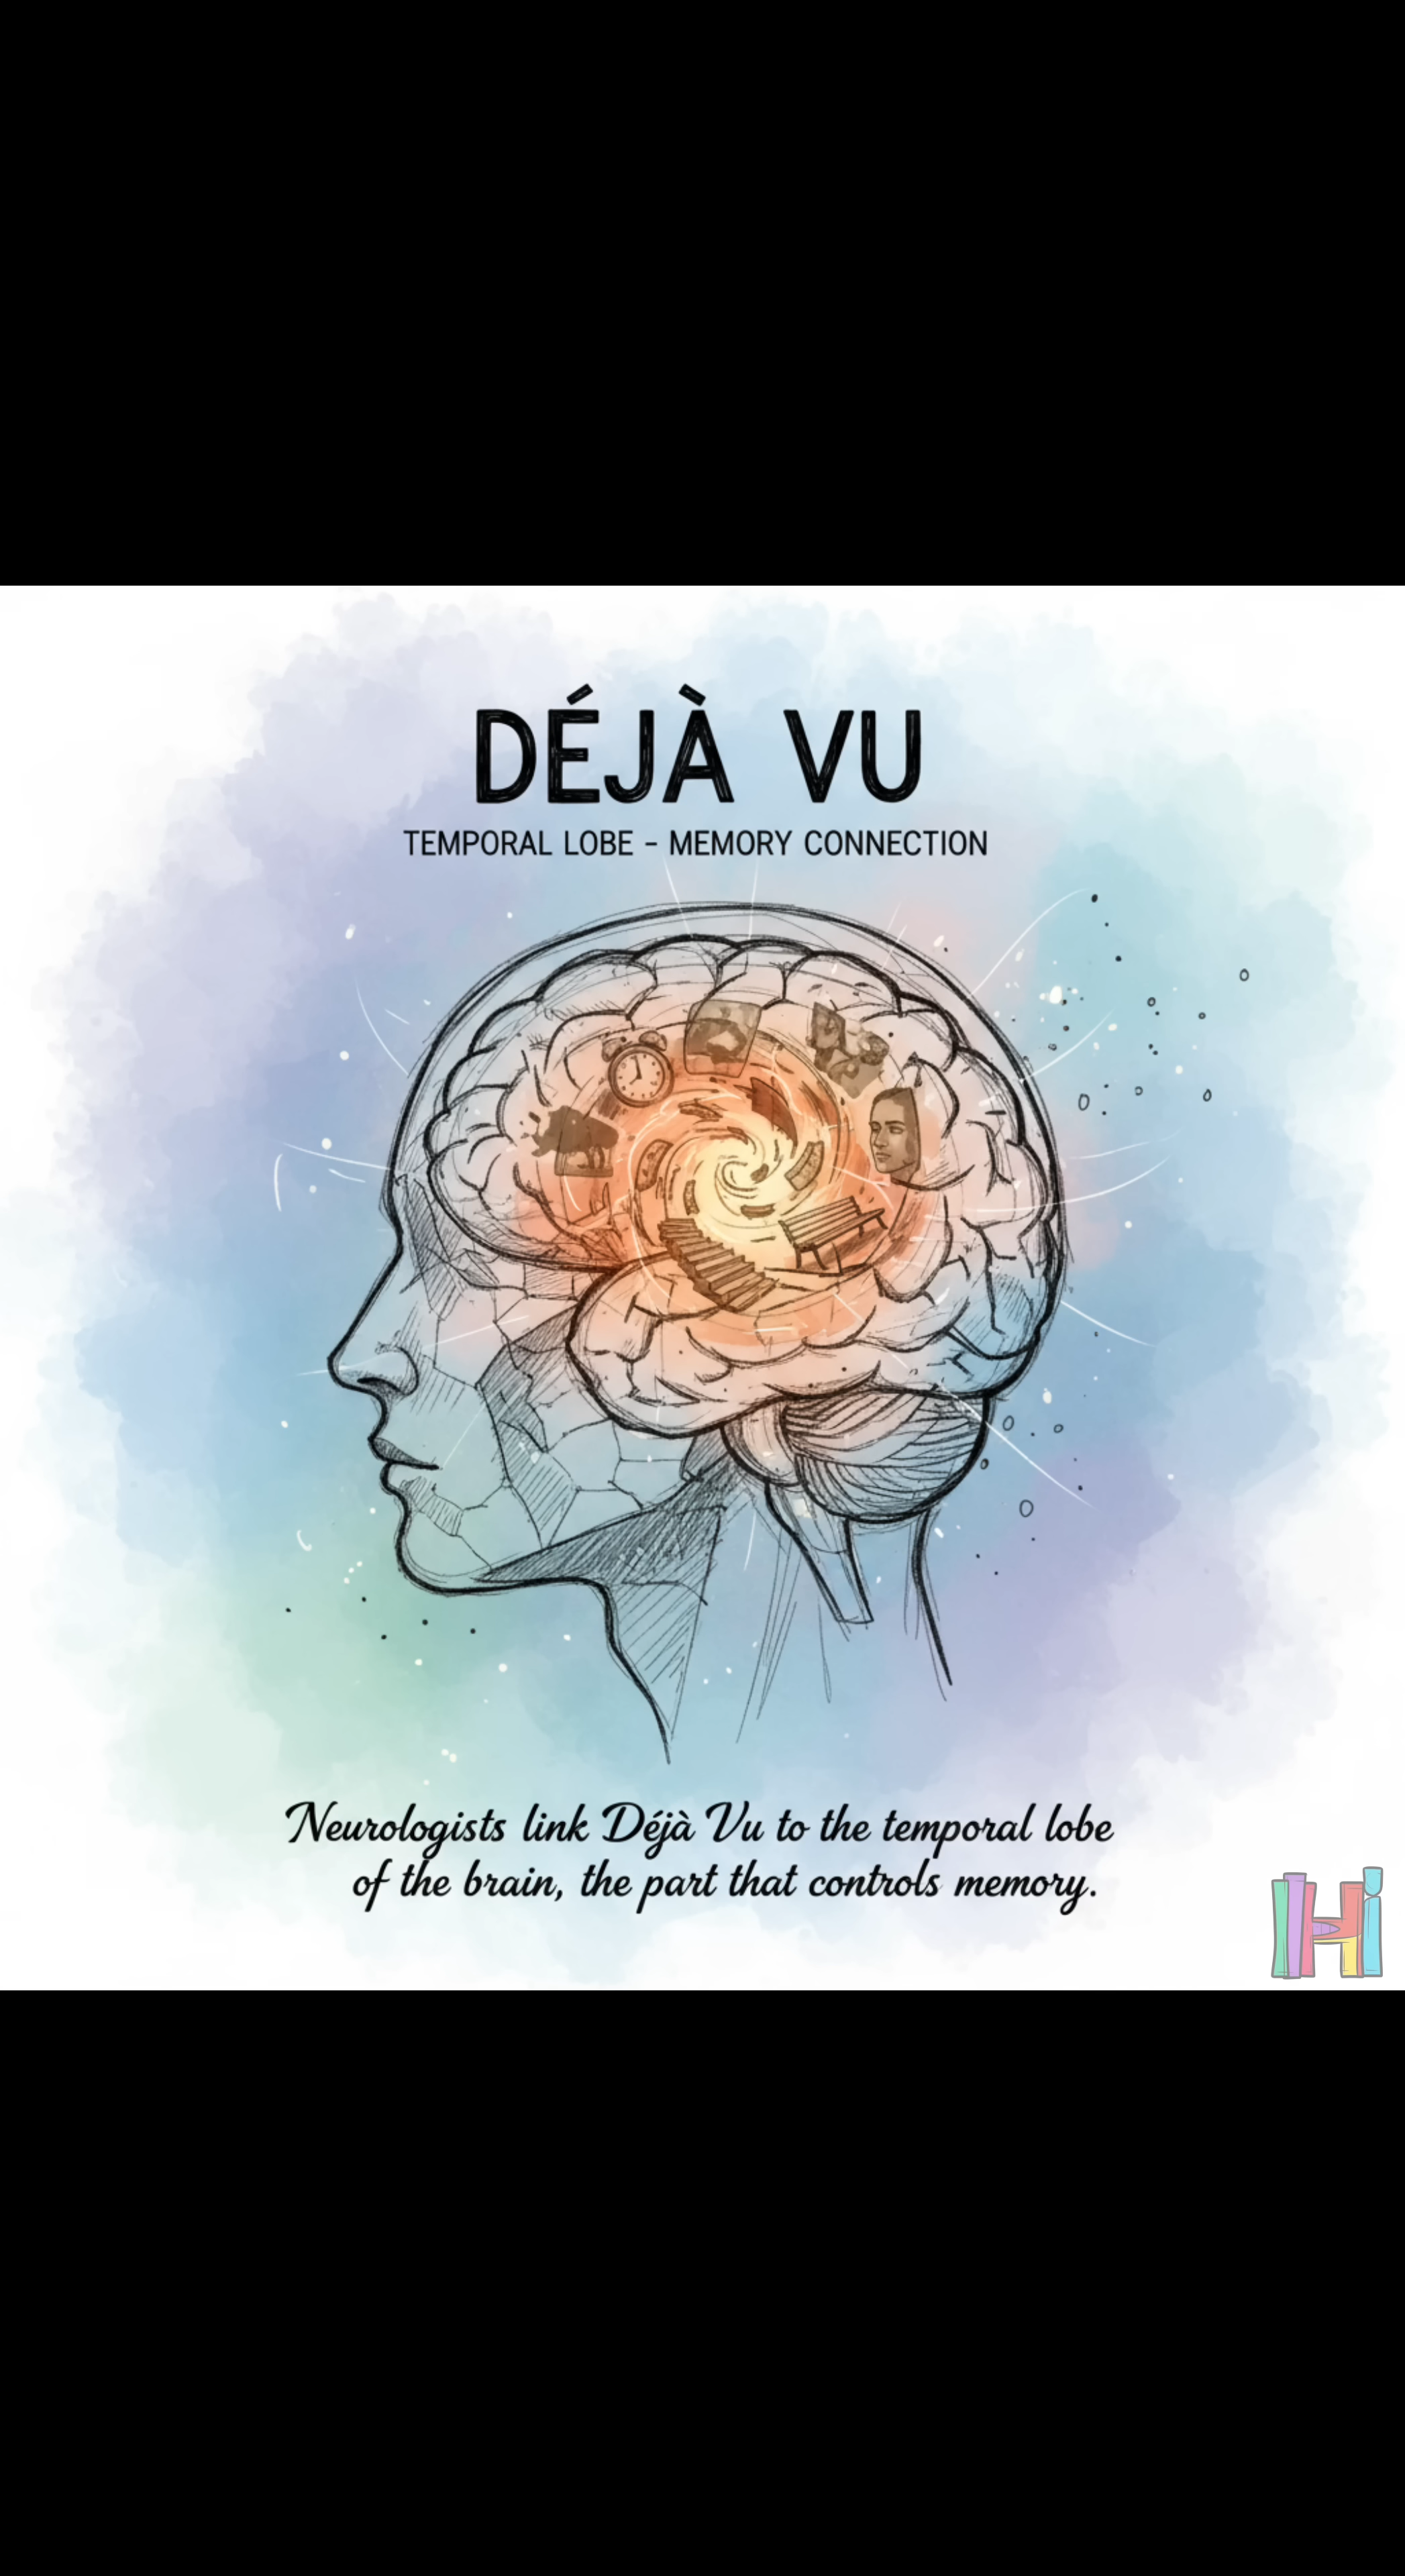 DÉJÀ VU
TEMPORAL LOBE - MEMORY CONNECTION
Neurologists link Déjà Vu to the temporal lobe
of the brain, the part that controls memory.
Hi